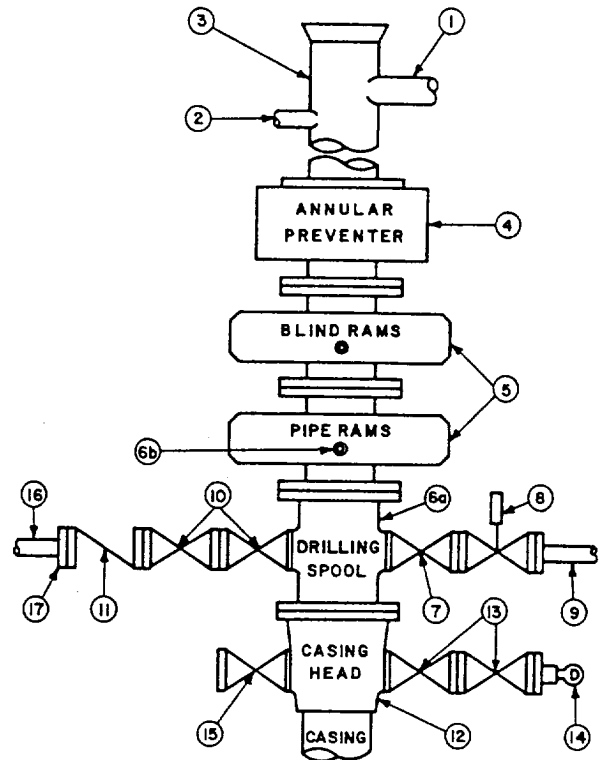 3
1
2
ANNULAR
PREVENTER
4
BLIND RAMS
5
PIPE RAMS
6b
16
10
6a
8
DRILLING
SPOOL
17
11
7
9
13
CASING
HEAD
15
12
D
14
CASING